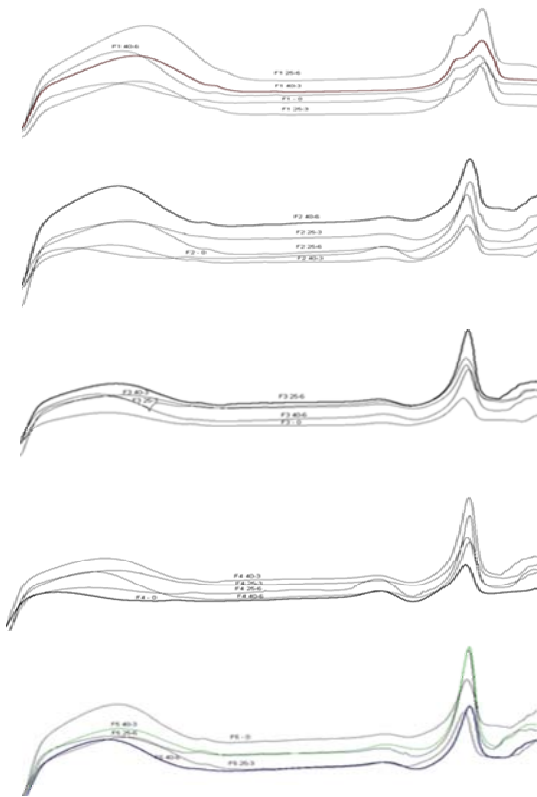 F1 40-6
F1 25-6
F1 40-3
F1 - 0
F1 25-3
F2 40-6
F2 25-3
F2 25-6
F2 - 0
F2 40-3
F3 40-3
F3 25-6
F3 25-3
F3 40-6
F3 - 0
F4 40-3
F4 25-3
F4 25-6
F4 - 0
F4 40-6
F5 40-3
F5 25-6
F5 - 0
F5 40-6
F5 25-3